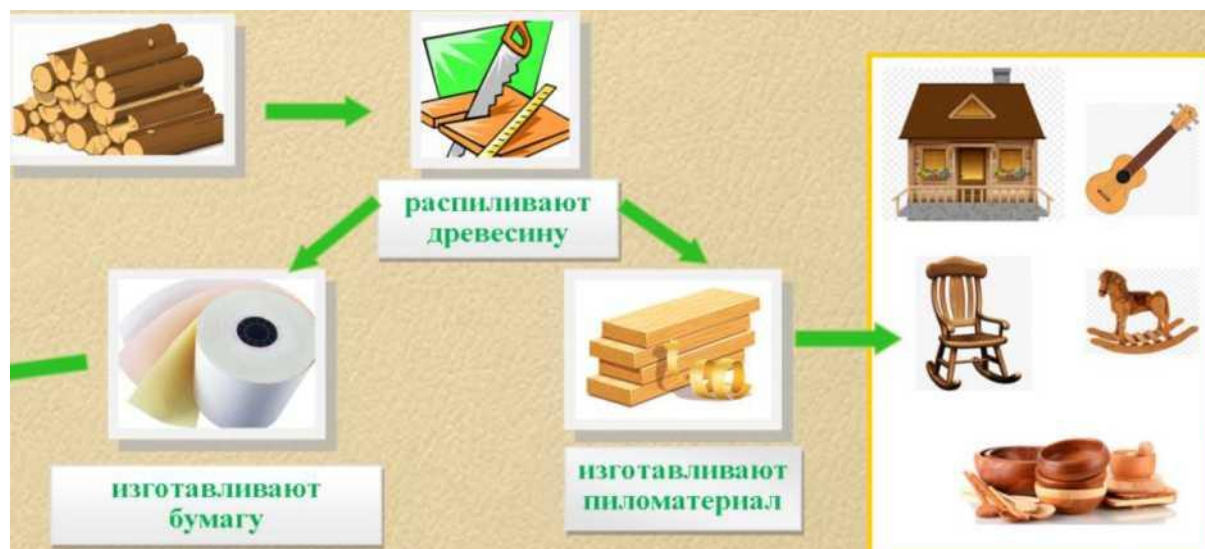 распиливают
древесину
изготавливают
бумагу
изготавливают
пиломатериал